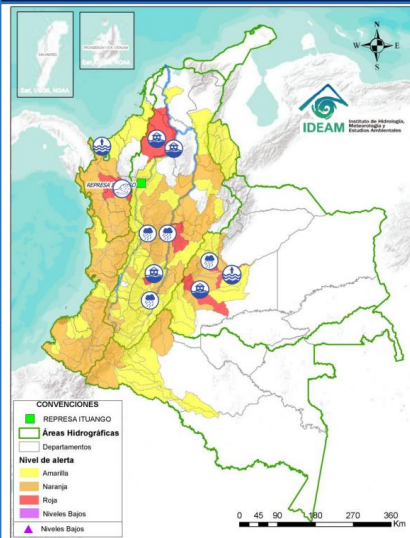 N
W
E
S
IDEAM
Instituto de Hidrología,
Meteorología y
Estudios Ambientales
REPRESA
CONVENCIONES
REPRESA ITUANGO
Áreas Hidrográficas
Departamentos
Nivel de alerta
Amarilla
Naranja
Roja
Niveles Bajos
Niveles Bajos
0 45 90 180 270 360
Km